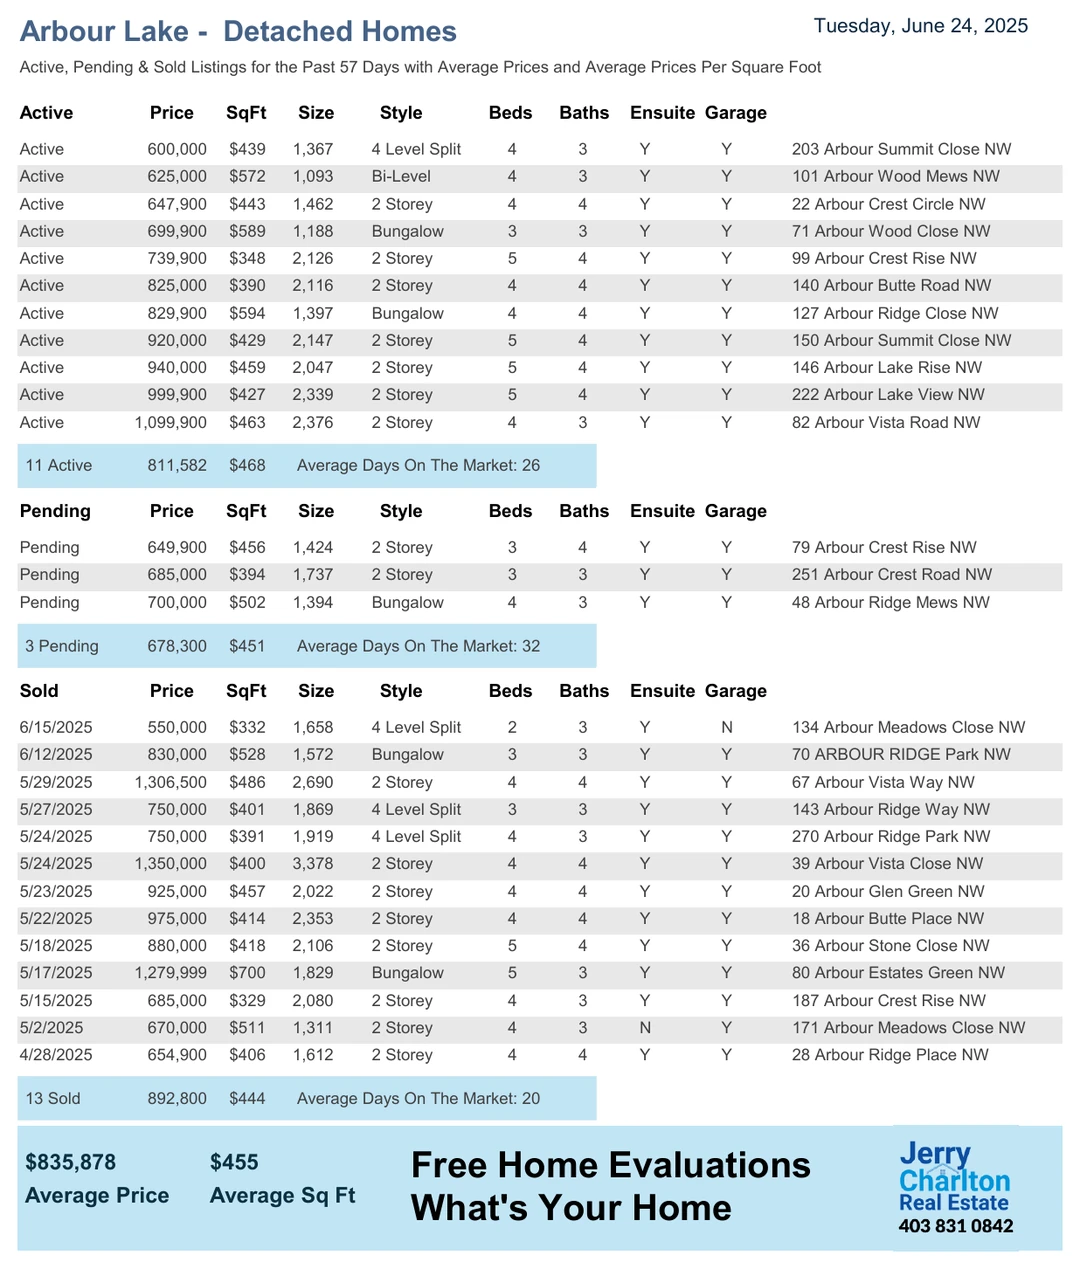 Arbour Lake - Detached Homes
Tuesday, June 24, 2025
Active, Pending & Sold Listings for the Past 57 Days with Average Prices and Average Prices Per Square Foot
Active Price SqFt Size Style Beds Baths Ensuite Garage
Active 600,000 $439 1,367 4 Level Split 4 3 Y Y 203 Arbour Summit Close NW
Active 625,000 $572 1,093 Bi-Level 4 3 Y Y 101 Arbour Wood Mews NW
Active 647,900 $443 1,462 2 Storey 4 4 Y Y 22 Arbour Crest Circle NW
Active 699,900 $589 1,188 Bungalow 3 3 Y Y 71 Arbour Wood Close NW
Active 739,900 $348 2,126 2 Storey 5 4 Y Y 99 Arbour Crest Rise NW
Active 825,000 $390 2,116 2 Storey 4 4 Y Y 140 Arbour Butte Road NW
Active 829,900 $594 1,397 Bungalow 4 4 Y Y 127 Arbour Ridge Close NW
Active 920,000 $429 2,147 2 Storey 5 4 Y Y 150 Arbour Summit Close NW
Active 940,000 $459 2,047 2 Storey 5 4 Y Y 146 Arbour Lake Rise NW
Active 999,900 $427 2,339 2 Storey 5 4 Y Y 222 Arbour Lake View NW
Active 1,099,900 $463 2,376 2 Storey 4 3 Y Y 82 Arbour Vista Road NW
11 Active 811,582 $468 Average Days On The Market: 26
Pending Price SqFt Size Style Beds Baths Ensuite Garage
Pending 649,900 $456 1,424 2 Storey 3 4 Y Y 79 Arbour Crest Rise NW
Pending 685,000 $394 1,737 2 Storey 3 3 Y Y 251 Arbour Crest Road NW
Pending 700,000 $502 1,394 Bungalow 4 3 Y Y 48 Arbour Ridge Mews NW
3 Pending 678,300 $451 Average Days On The Market: 32
Sold Price SqFt Size Style Beds Baths Ensuite Garage
6/15/2025 550,000 $332 1,658 4 Level Split 2 3 Y N 134 Arbour Meadows Close NW
6/12/2025 830,000 $528 1,572 Bungalow 3 3 Y Y 70 ARBOUR RIDGE Park NW
5/29/2025 1,306,500 $486 2,690 2 Storey 4 4 Y Y 67 Arbour Vista Way NW
5/27/2025 750,000 $401 1,869 4 Level Split 3 3 Y Y 143 Arbour Ridge Way NW
5/24/2025 750,000 $391 1,919 4 Level Split 4 3 Y Y 270 Arbour Ridge Park NW
5/24/2025 1,350,000 $400 3,378 2 Storey 4 4 Y Y 39 Arbour Vista Close NW
5/23/2025 925,000 $457 2,022 2 Storey 4 4 Y Y 20 Arbour Glen Green NW
5/22/2025 975,000 $414 2,353 2 Storey 4 4 Y Y 18 Arbour Butte Place NW
5/18/2025 880,000 $418 2,106 2 Storey 5 4 Y Y 36 Arbour Stone Close NW
5/17/2025 1,279,999 $700 1,829 Bungalow 5 3 Y Y 80 Arbour Estates Green NW
5/15/2025 685,000 $329 2,080 2 Storey 4 3 Y Y 187 Arbour Crest Rise NW
5/2/2025 670,000 $511 1,311 2 Storey 4 3 N Y 171 Arbour Meadows Close NW
4/28/2025 654,900 $406 1,612 2 Storey 4 4 Y Y 28 Arbour Ridge Place NW
13 Sold 892,800 $444 Average Days On The Market: 20
$835,878 $455
Average Price Average Sq Ft
Free Home Evaluations
What's Your Home
Jerry
Charlton
Real Estate
403 831 0842